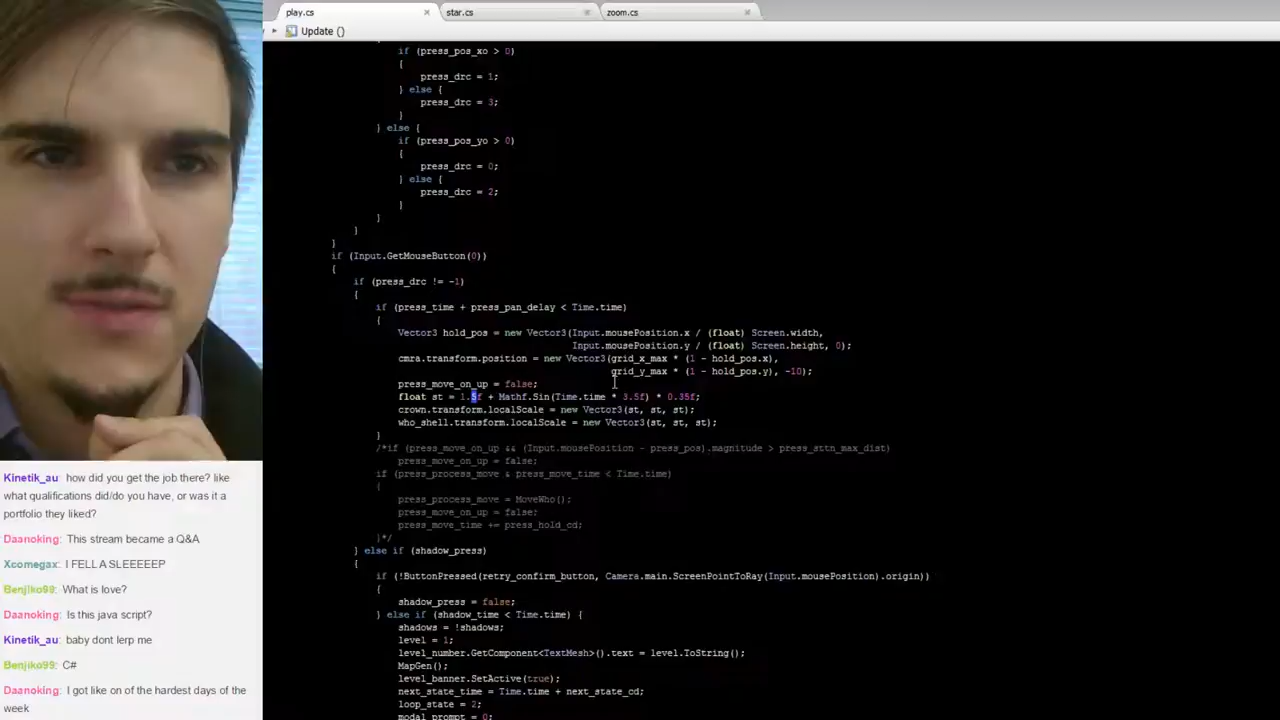 play.cs
star.cs
zoom.cs
Update ()
if (press_pos_xo > 0)
{
press_drc = 1;
} else {
press_drc = 3;
}
} else {
if (press_pos_yo > 0)
{
press_drc = 0;
} else {
press_drc = 2;
}
}
}
}
if (Input.GetMouseButton(0))
{
if (press_drc != -1)
{
if (press_time + press_pan_delay < Time.time)
{
Vector3 hold_pos = new Vector3(Input.mousePosition.x / (float) Screen.width,
Input.mousePosition.y / (float) Screen.height, 0);
cmra.transform.position = new Vector3(grid_x_max * (1 - hold_pos.x),
grid_y_max * (1 - hold_pos.y), -10);
press_move_on_up = false;
float st = 1.5f + Mathf.Sin(Time.time * 3.5f) * 0.35f;
crown.transform.localScale = new Vector3(st, st, st);
who_shell.transform.localScale = new Vector3(st, st, st);
}
/*if (press_move_on_up && (Input.mousePosition - press_pos).magnitude > press_sttn_max_dist)
press_move_on_up = false;
if (press_process_move & press_move_time < Time.time)
{
press_process_move = MoveWho();
press_move_on_up = false;
press_move_time += press_hold_cd;
}*/
} else if (shadow_press)
{
if (!ButtonPressed(retry_confirm_button, Camera.main.ScreenPointToRay(Input.mousePosition).origin))
{
shadow_press = false;
} else if (shadow_time < Time.time) {
shadows = !shadows;
level = 1;
level_number.GetComponent<TextMesh>().text = level.ToString();
MapGen();
level_banner.SetActive(true);
next_state_time = Time.time + next_state_cd;
loop_state = 2;
modal_prompt = 0;
Kinetik_au: how did you get the job there? like
what qualifications did/do you have, or was it a
portfolio they liked?
Daanoking: This stream became a Q&A
Xcomegax: I FELL A SLEEEEEP
Benjiko99: What is love?
Daanoking: Is this java script?
Kinetik_au: baby dont lerp me
Benjiko99: C#
Daanoking: I got like on of the hardest days of the
week